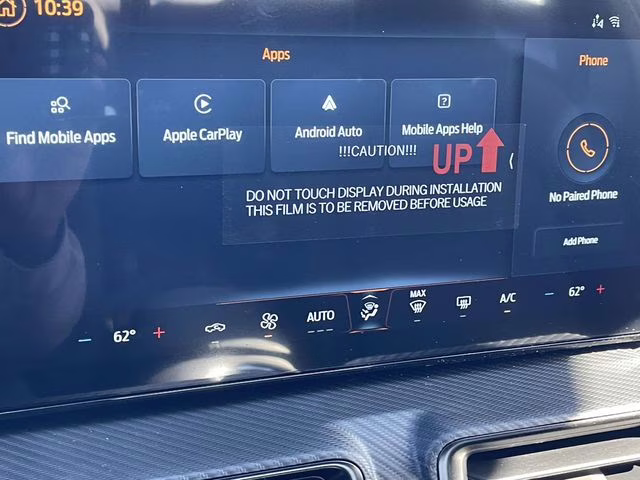 10:39
Apps
Phone
Find Mobile Apps
Apple CarPlay
Android Auto
Mobile Apps Help
!!!CAUTION!!!
UP
DO NOT TOUCH DISPLAY DURING INSTALLATION
THIS FILM IS TO BE REMOVED BEFORE USAGE
No Paired Phone
Add Phone
62°
AUTO
MAX
A/C
62°